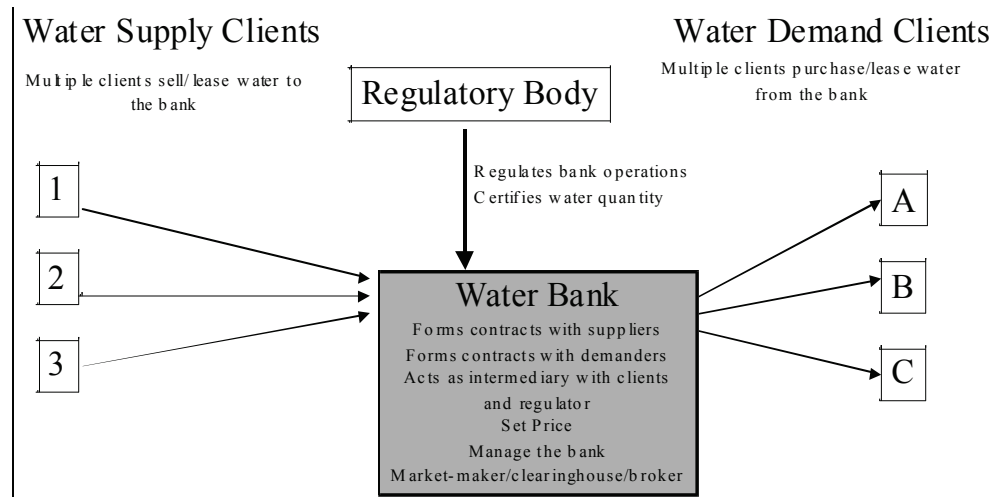 Water Supply Clients
Multiple clients sell/lease water to
the bank
Water Demand Clients
Multiple clients purchase/lease water
from the bank
Regulatory Body
Regulates bank operations
Certifies water quantity
1
2
3
A
B
C
Water Bank
Forms contracts with suppliers
Forms contracts with demanders
Acts as intermediary with clients
and regulator
Set Price
Manage the bank
Market-maker/clearinghouse/broker